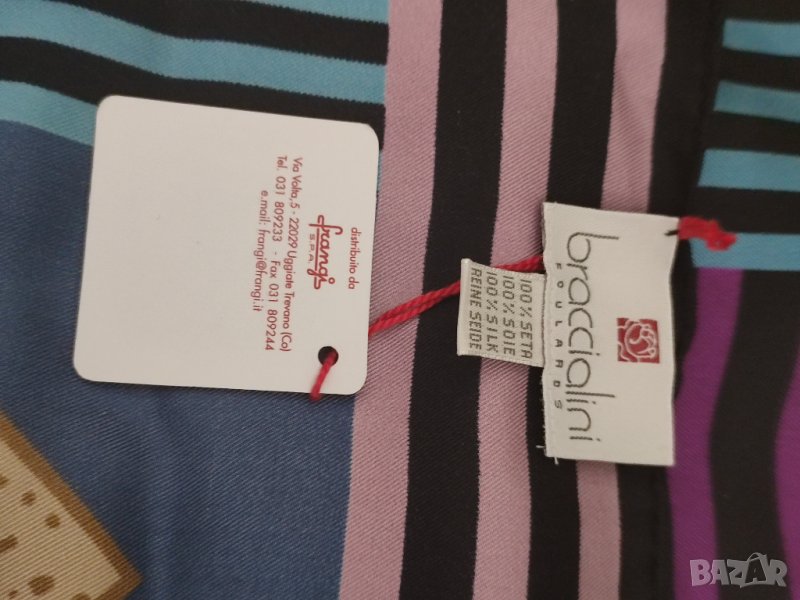 distribuito da
frangi
S.P.A.
Via Volta, 5 - 22029 Uggiate Trevano (Co)
Tel. 031 809233 - Fax 031 809244
e.mail: frangi@frangi.it
braccialini
FOULARDS
100% SETA
100% SOIE
100% SILK
REINE SEIDE
BAZAR